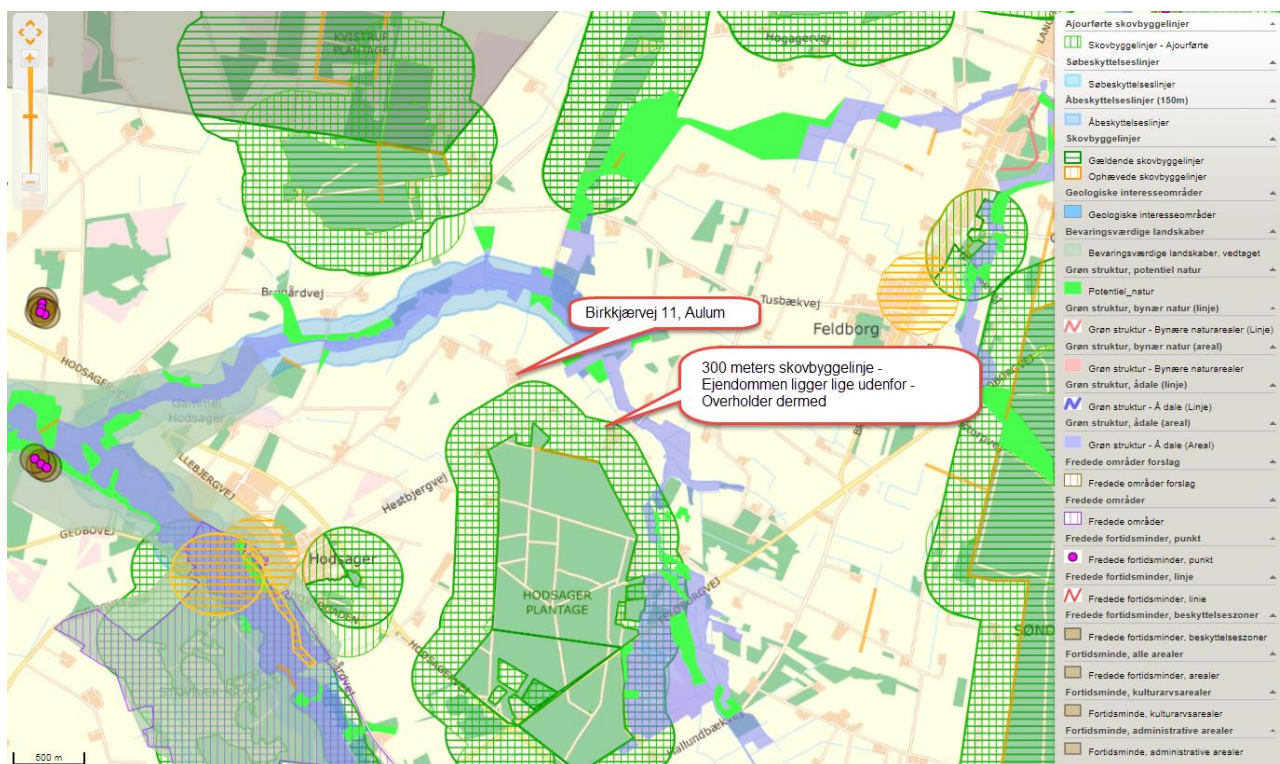 KVISTRUP
PLANTAGE
Hogagervej
Birkkjærvej 11, Aulum
Tusbækvej
Feldborg
300 meters skovbyggelinje -
Ejendommen ligger lige udenfor -
Overholder dermed
Gammel
Hodsager
Hestbjergvej
GEDBOVEJ
Hodsager
HODSAGER
PLANTAGE
Hallundbækvej
500 m
Ajourførte skovbyggelinjer
Skovbyggelinjer - Ajourførte
Søbeskyttelseslinjer
Søbeskyttelseslinjer
Åbeskyttelseslinjer (150m)
Åbeskyttelseslinjer
Skovbyggelinjer
Gældende skovbyggelinjer
Ophævede skovbyggelinjer
Geologiske interesseområder
Geologiske interesseområder
Bevaringsværdige landskaber
Bevaringsværdige landskaber, vedtaget
Grøn struktur, potentiel natur
Potentiel_natur
Grøn struktur, bynær natur (linje)
Grøn struktur - Bynære naturarealer (Linje)
Grøn struktur, bynær natur (areal)
Grøn struktur - Bynære naturarealer
Grøn struktur, ådale (linje)
Grøn struktur - Å dale (Linje)
Grøn struktur, ådale (areal)
Grøn struktur - Å dale (Areal)
Fredede områder forslag
Fredede områder forslag
Fredede områder
Fredede områder
Fredede fortidsminder, punkt
Fredede fortidsminder, punkt
Fredede fortidsminder, linje
Fredede fortidsminder, linie
Fredede fortidsminder, beskyttelseszoner
Fredede fortidsminder, beskyttelseszoner
Fortidsminde, alle arealer
Fredede fortidsminder, arealer
Fortidsminde, kulturarvsarealer
Fortidsminde, kulturarvsarealer
Fortidsminde, administrative arealer
Fortidsminde, administrative arealer